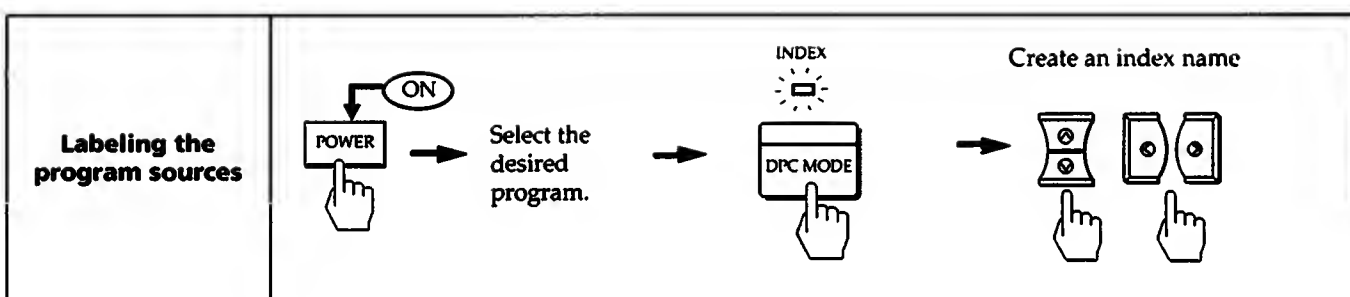 Labeling the
program sources
ON
POWER
Select the
desired
program.
INDEX
DPC MODE
Create an index name